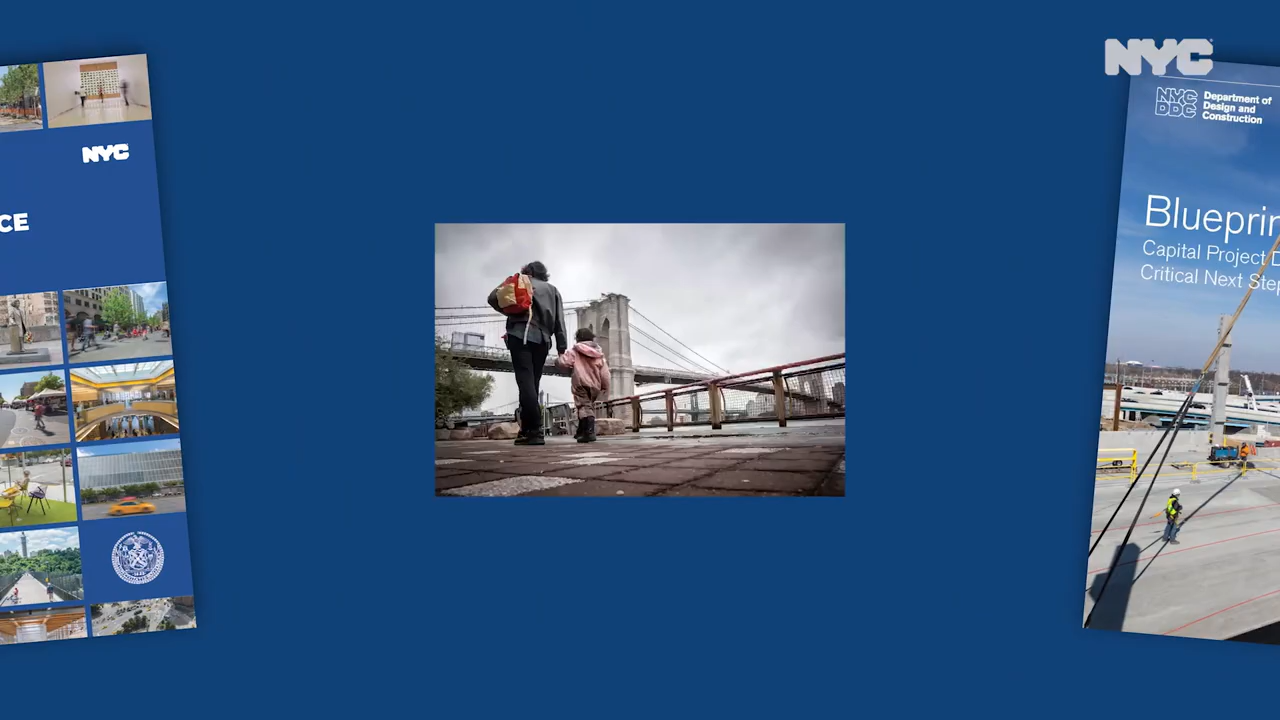 NYC
NYC
CE
NYC
DDC
Department of
Design and
Construction
Blueprin
Capital Project D
Critical Next Step